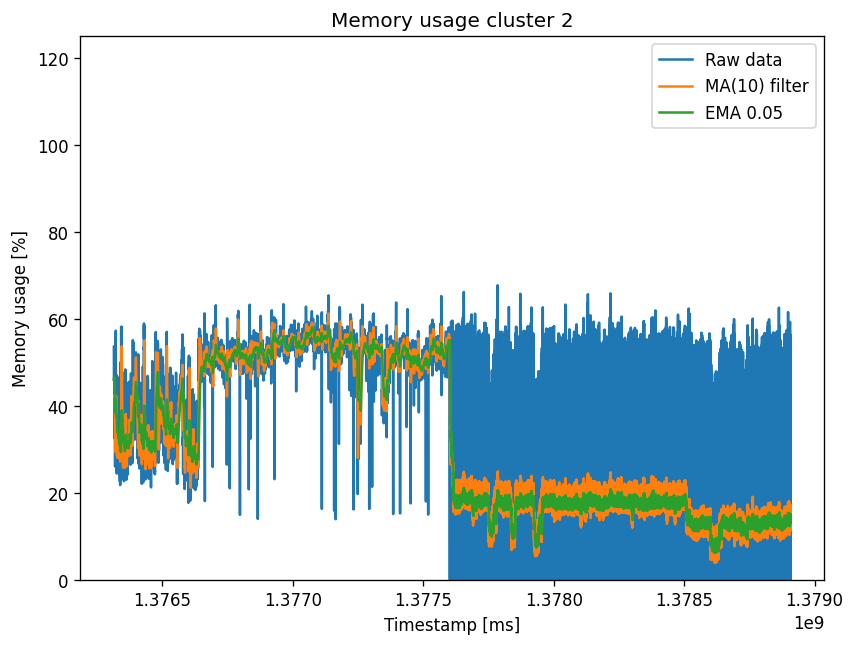 Memory usage cluster 2
Raw data
MA(10) filter
EMA 0.05
Memory usage [%]
120
100
80
60
40
20
0
1.3765
1.3770
1.3775
1.3780
1.3785
1.3790
1e9
Timestamp [ms]